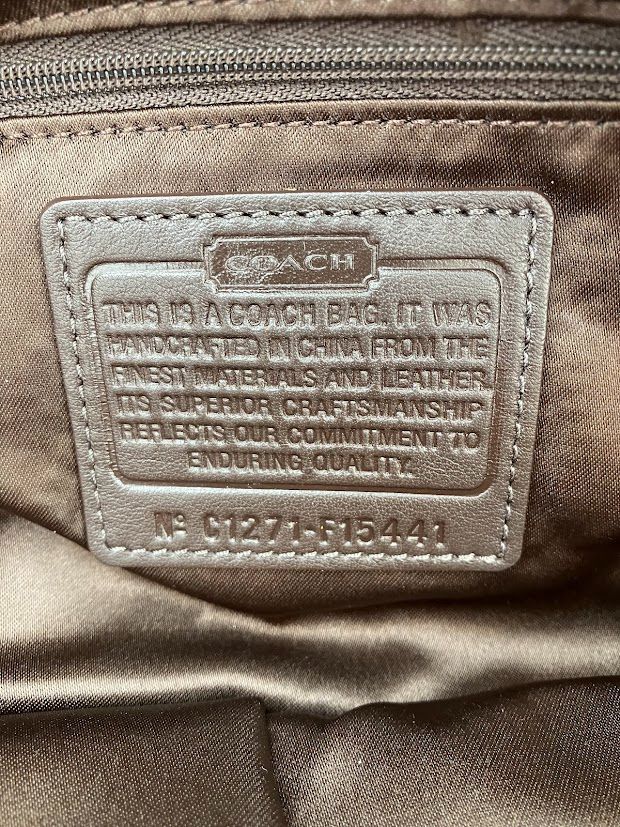 COACH
THIS IS A COACH BAG. IT WAS
HANDCRAFTED IN CHINA FROM THE
FINEST MATERIALS AND LEATHER.
ITS SUPERIOR CRAFTSMANSHIP
REFLECTS OUR COMMITMENT TO
ENDURING QUALITY.
Nº C1271-F15441